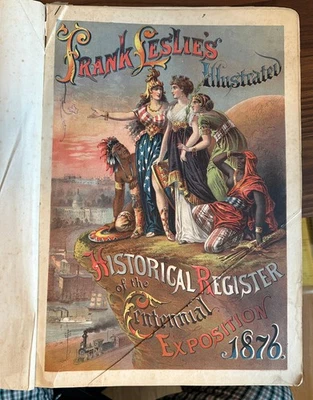 FRANK LESLIE'S
Illustrated
HISTORICAL REGISTER
of the
Centennial
EXPOSITION
1876.